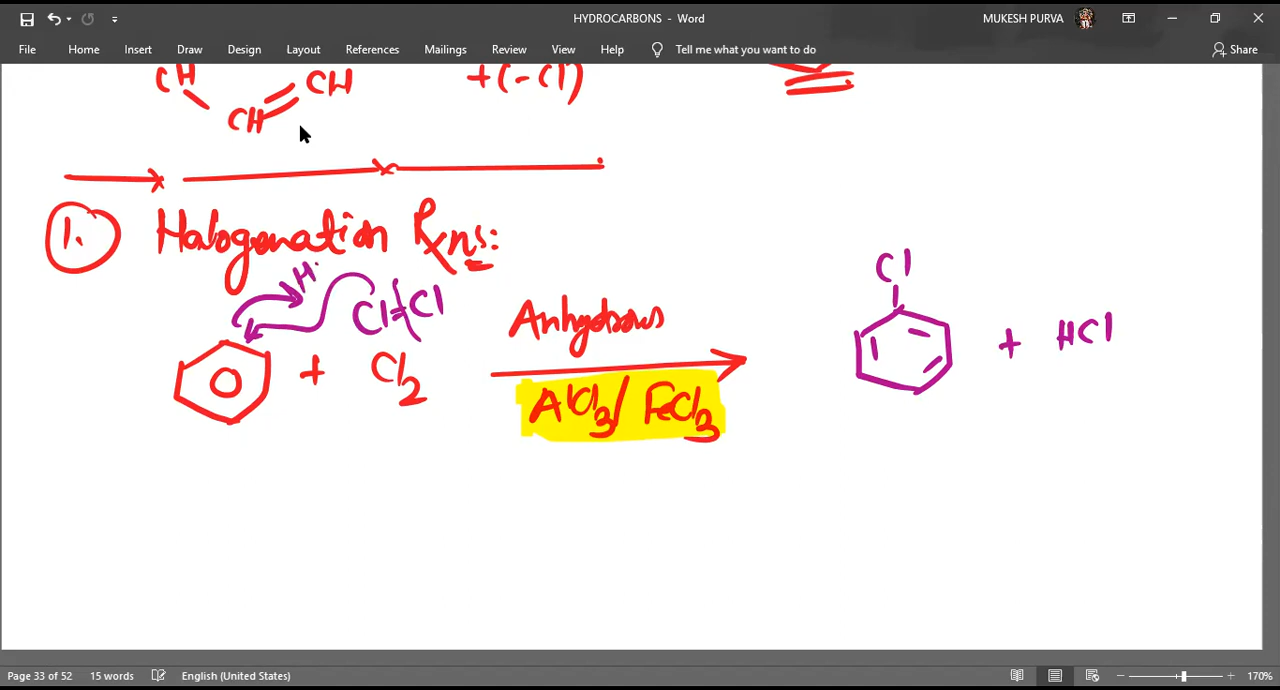 HYDROCARBONS - Word
MUKESH PURVA
File Home Insert Draw Design Layout References Mailings Review View Help Tell me what you want to do Share
CH CH + (-Cl)
CH
1. Halogenation Rxns:
H. Cl-Cl Anhydrous Cl
+ Cl2 + HCl
AlCl3/ FeCl3
Page 33 of 52 15 words English (United States) 170%